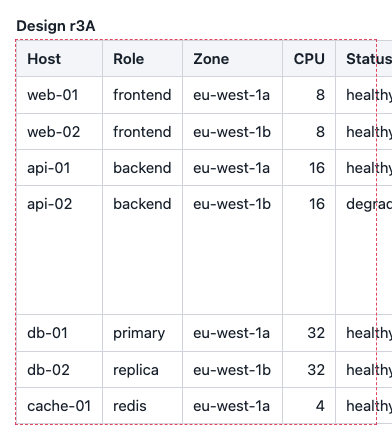 Design r3A
Host Role Zone CPU Status
web-01 frontend eu-west-1a 8 healthy
web-02 frontend eu-west-1b 8 healthy
api-01 backend eu-west-1a 16 healthy
api-02 backend eu-west-1b 16 degrad
db-01 primary eu-west-1a 32 healthy
db-02 replica eu-west-1b 32 healthy
cache-01 redis eu-west-1a 4 healthy